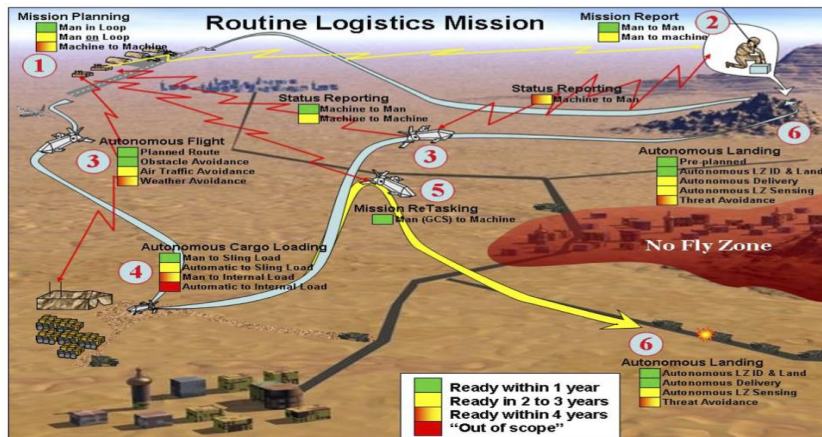 Routine Logistics Mission
Mission Planning
Man in Loop
Man on Loop
Machine to Machine
1
Mission Report
Man to Man
Man to machine
2
Status Reporting
Machine to Man
Machine to Machine
Status Reporting
Machine to Man
3
6
Autonomous Flight
Planned Route
Obstacle Avoidance
Air Traffic Avoidance
Weather Avoidance
3
5
Mission ReTasking
Man (GCS) to Machine
Autonomous Landing
Pre-planned
Autonomous LZ ID & Land
Autonomous Delivery
Autonomous LZ Sensing
Threat Avoidance
No Fly Zone
Autonomous Cargo Loading
Man to Sling Load
Automatic to Sling Load
Man to Internal Load
Automatic to Internal Load
4
6
Autonomous Landing
Autonomous LZ ID & Land
Autonomous Delivery
Autonomous LZ Sensing
Threat Avoidance
Ready within 1 year
Ready in 2 to 3 years
Ready within 4 years
“Out of scope”